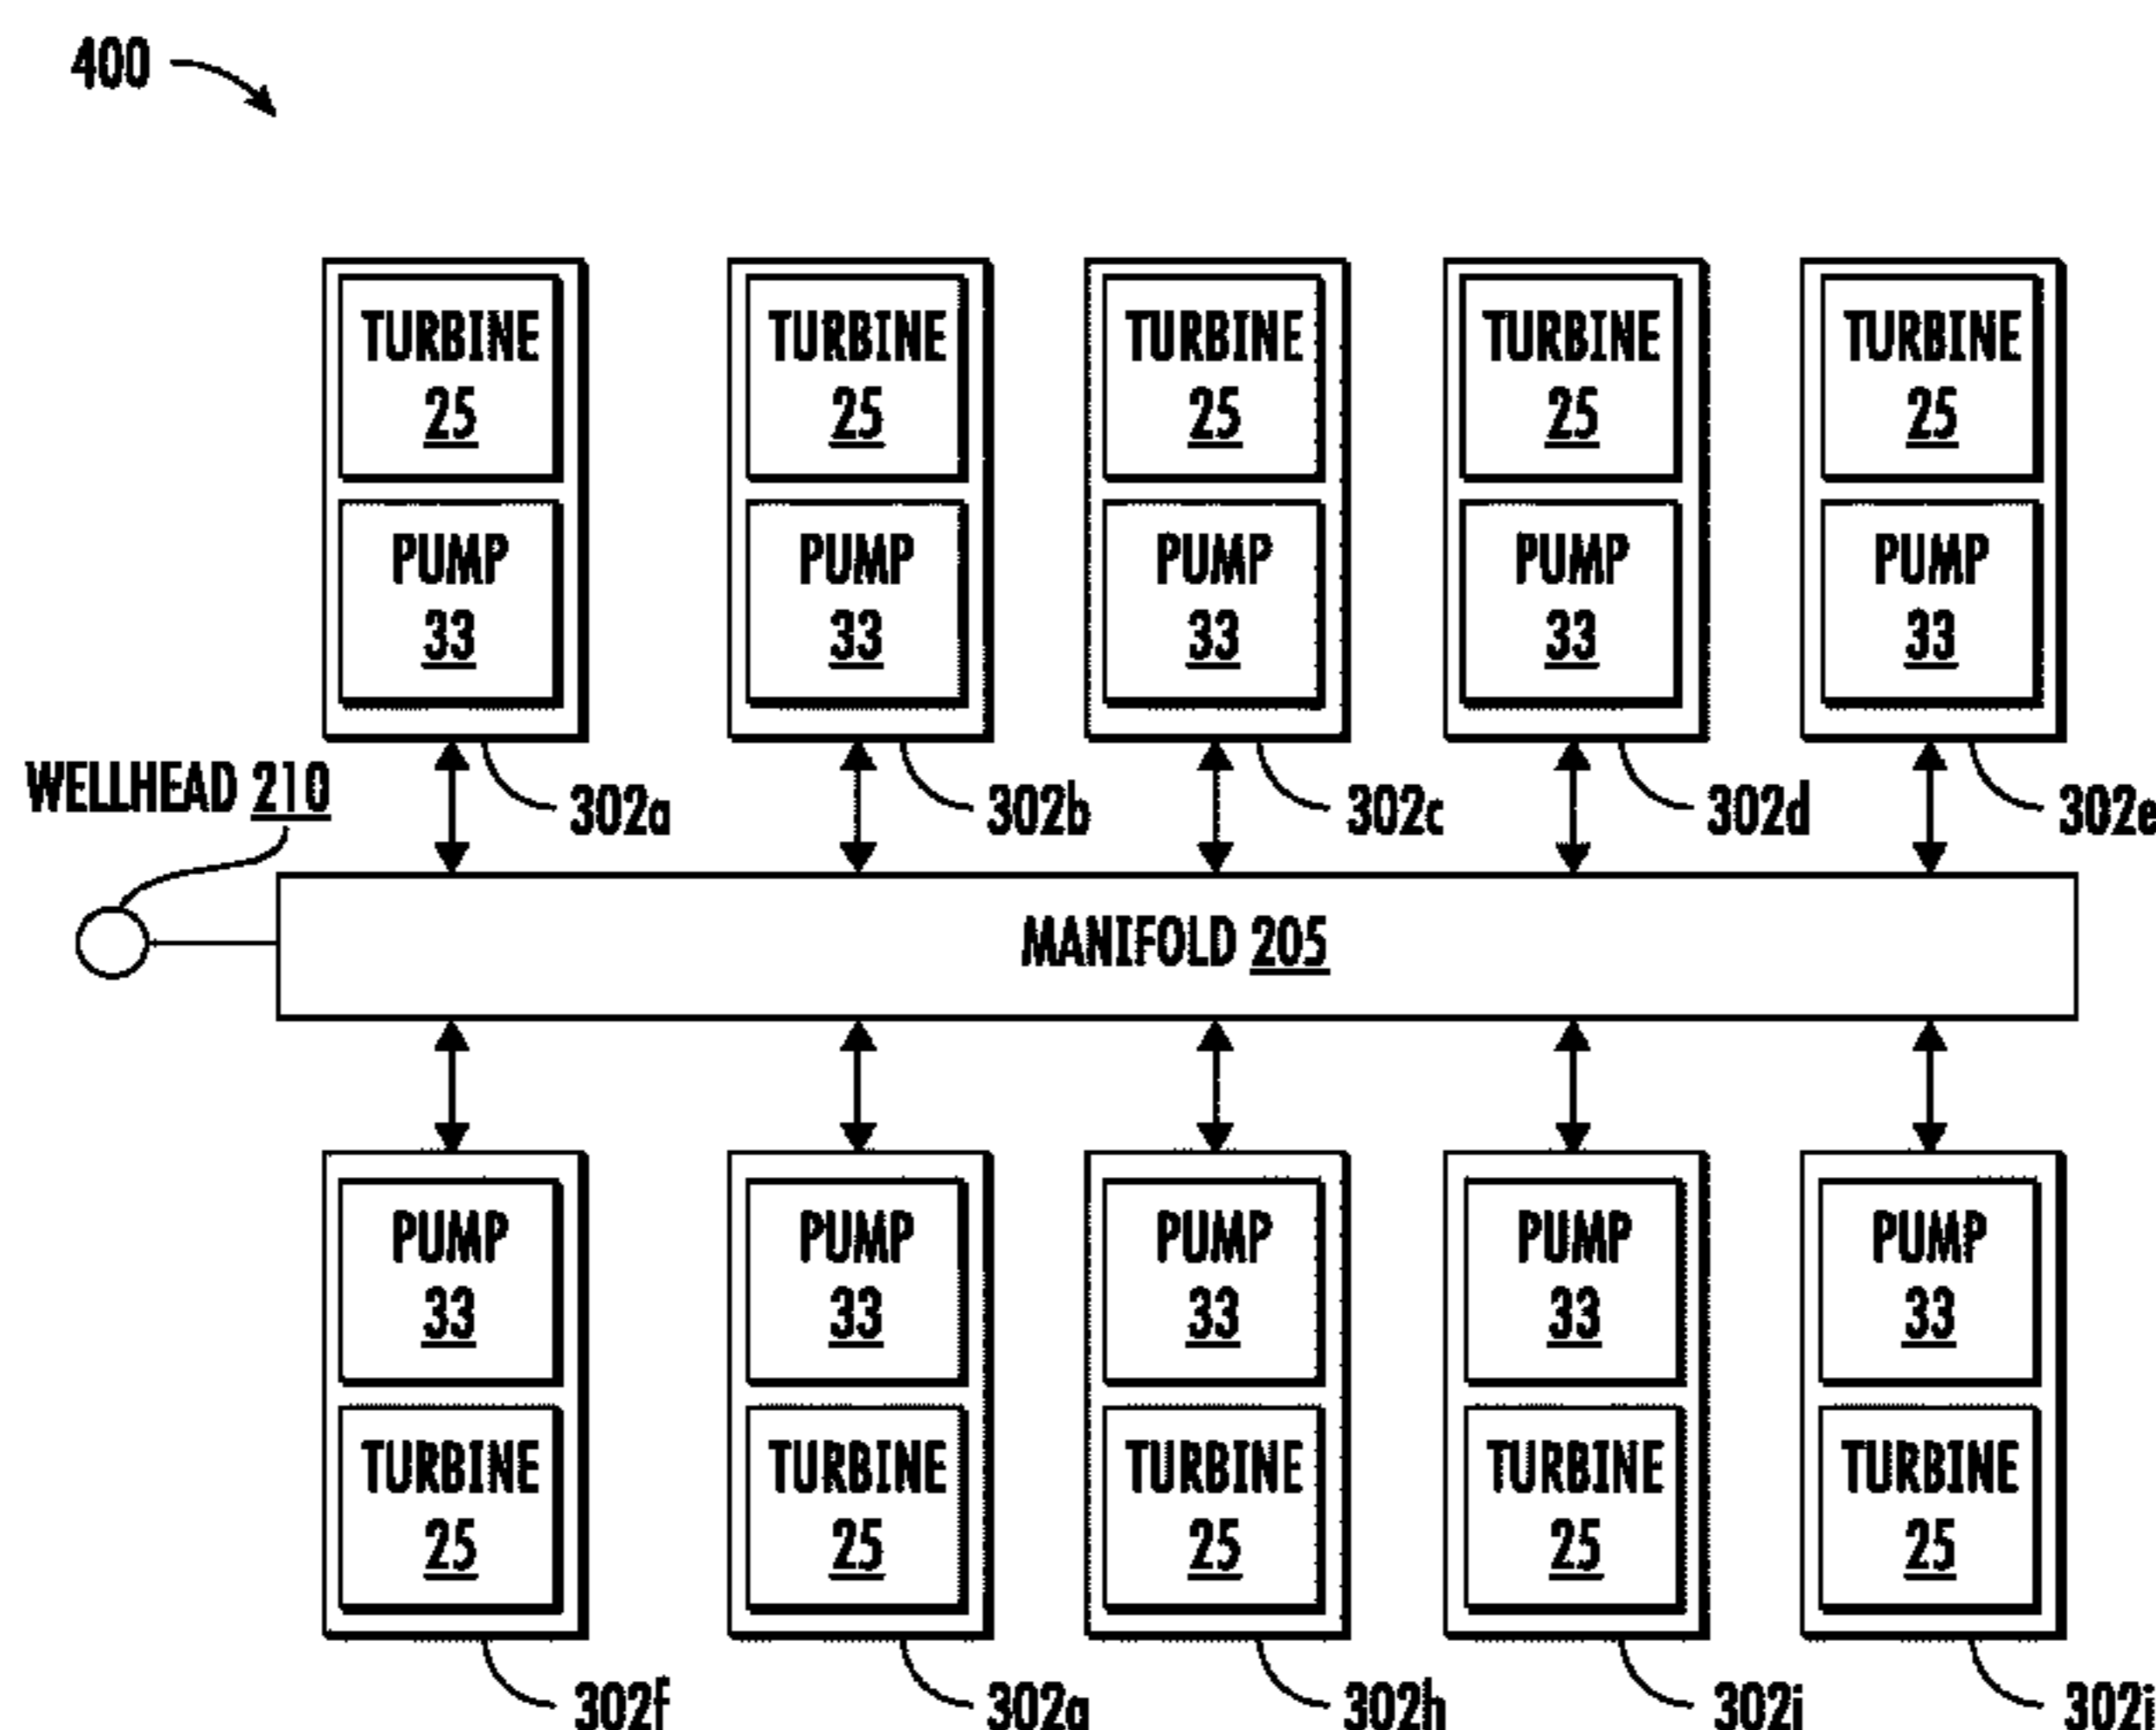 400
TURBINE TURBINE TURBINE TURBINE TURBINE
25 25 25 25 25
PUMP PUMP PUMP PUMP PUMP
33 33 33 33 33
WELLHEAD 210
302a 302b 302c 302d 302e
MANIFOLD 205
PUMP PUMP PUMP PUMP PUMP
33 33 33 33 33
TURBINE TURBINE TURBINE TURBINE TURBINE
25 25 25 25 25
302f 302g 302h 302i 302j